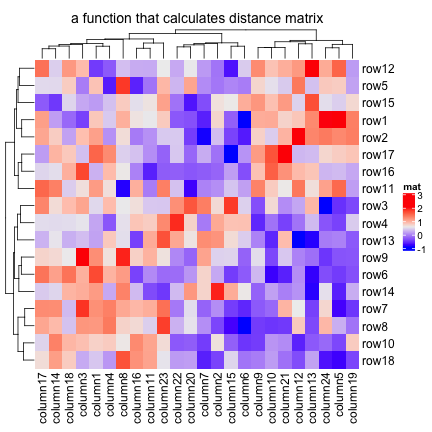 a function that calculates distance matrix
row12
row5
row15
row1
row2
row17
row16
row11
row3
row4
row13
row9
row6
row14
row7
row8
row10
row18
mat
3
2
1
0
-1
column17
column14
column18
column3
column1
column4
column8
column16
column11
column23
column22
column20
column7
column2
column15
column6
column9
column10
column21
column12
column13
column24
column5
column19